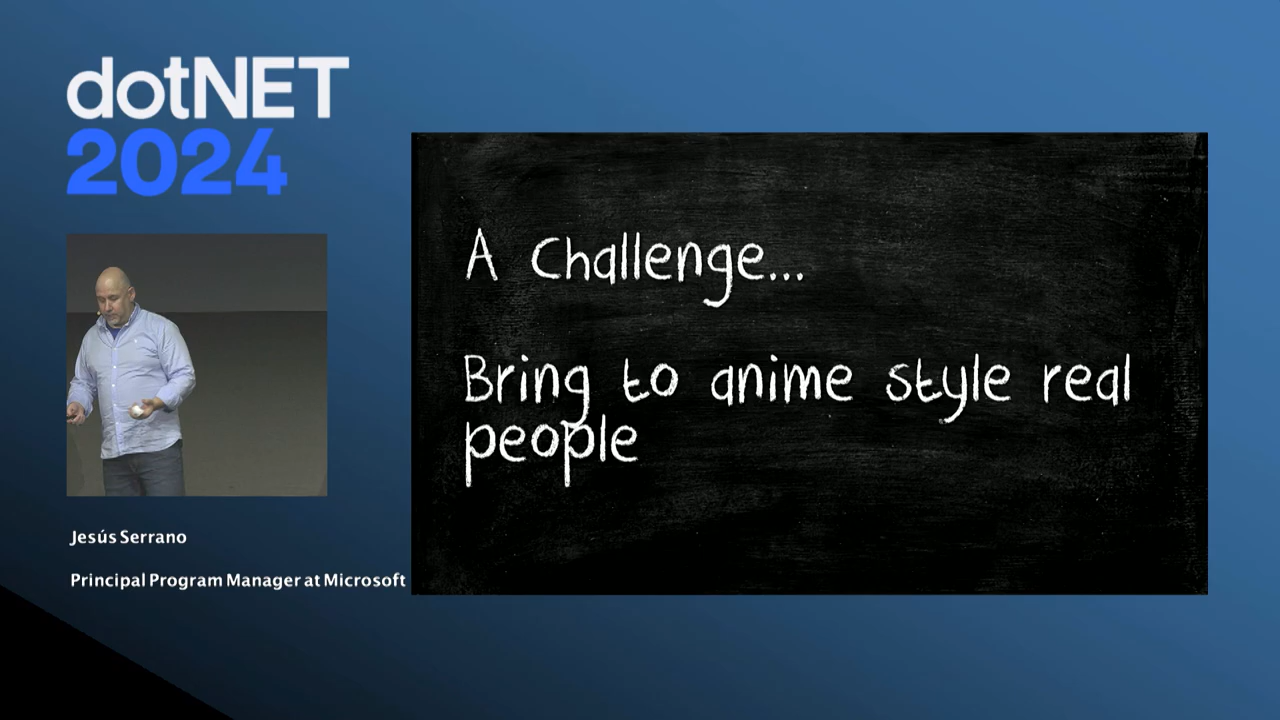 dotNET
2024
A Challenge...
Bring to anime style real
people
Jesús Serrano
Principal Program Manager at Microsoft